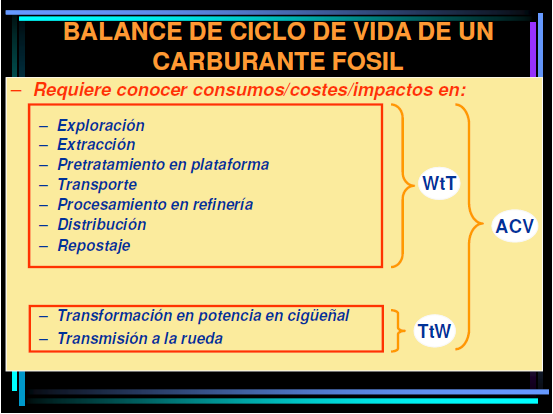 BALANCE DE CICLO DE VIDA DE UN
CARBURANTE FOSIL
– Requiere conocer consumos/costes/impactos en:
– Exploración
– Extracción
– Pretratamiento en plataforma
– Transporte
– Procesamiento en refinería
– Distribución
– Repostaje
WtT
ACV
– Transformación en potencia en cigüeñal
– Transmisión a la rueda
TtW